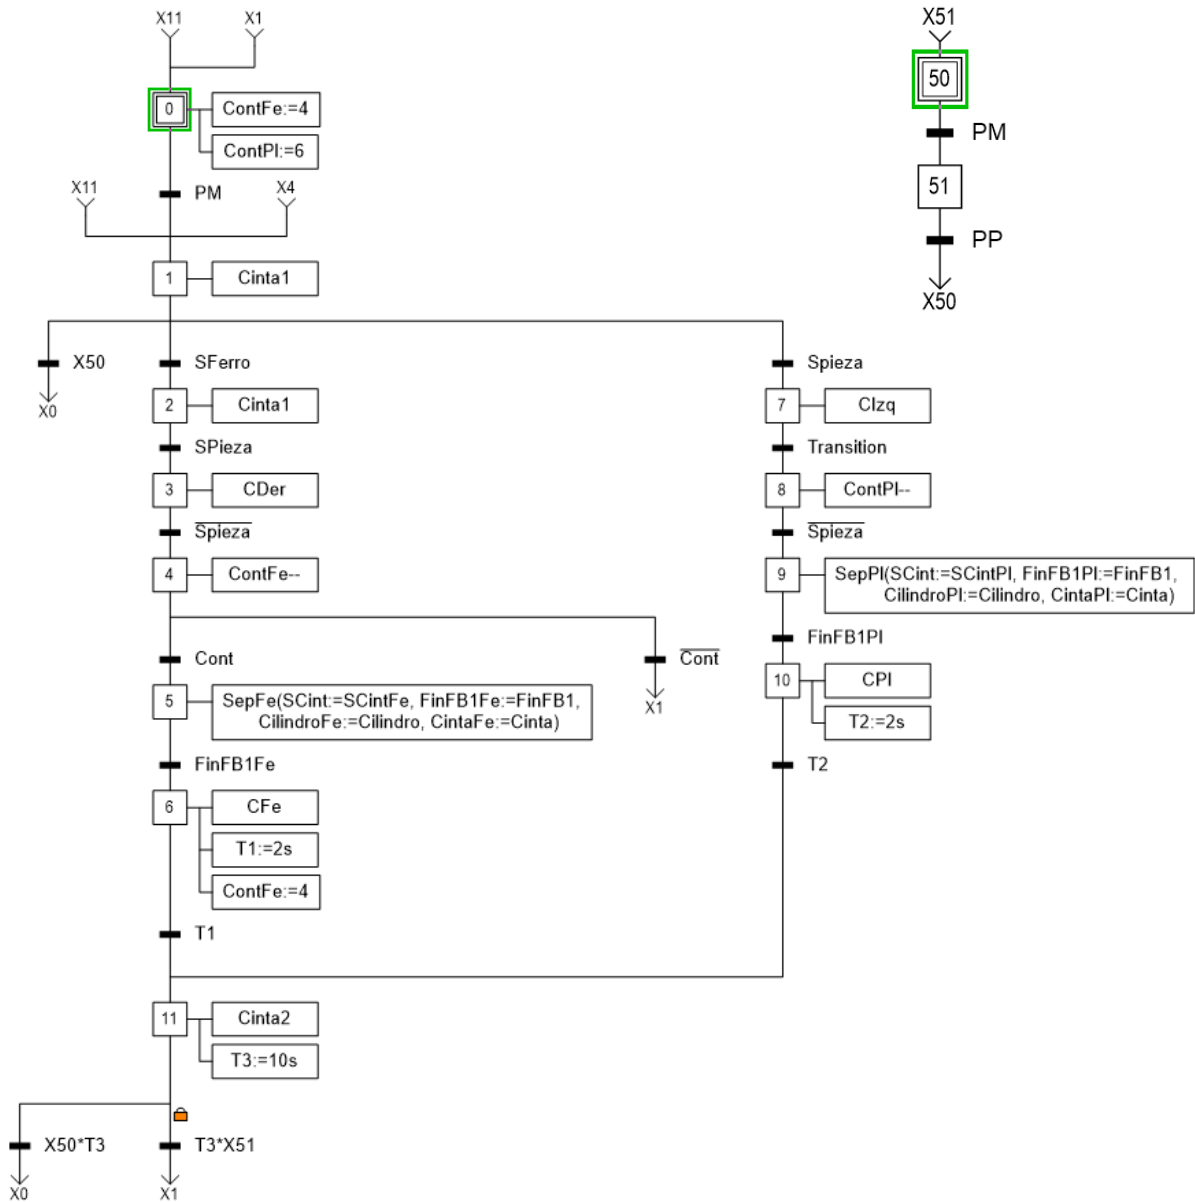 X11
X1
0
ContFe:=4
ContPl:=6
PM
X11
X4
1
Cinta1
X50
X0
SFerro
2
Cinta1
SPieza
3
CDer
Spieza
4
ContFe--
Cont
Cont
X1
5
SepFe(SCint:=SCintFe, FinFB1Fe:=FinFB1,
CilindroFe:=Cilindro, CintaFe:=Cinta)
FinFB1Fe
6
CFe
T1:=2s
ContFe:=4
T1
Spieza
7
CIzq
Transition
8
ContPl--
Spieza
9
SepPl(SCint:=SCintPl, FinFB1Pl:=FinFB1,
CilindroPl:=Cilindro, CintaPl:=Cinta)
FinFB1Pl
10
CPl
T2:=2s
T2
11
Cinta2
T3:=10s
X50*T3
T3*X51
X0
X1
X51
50
PM
51
PP
X50